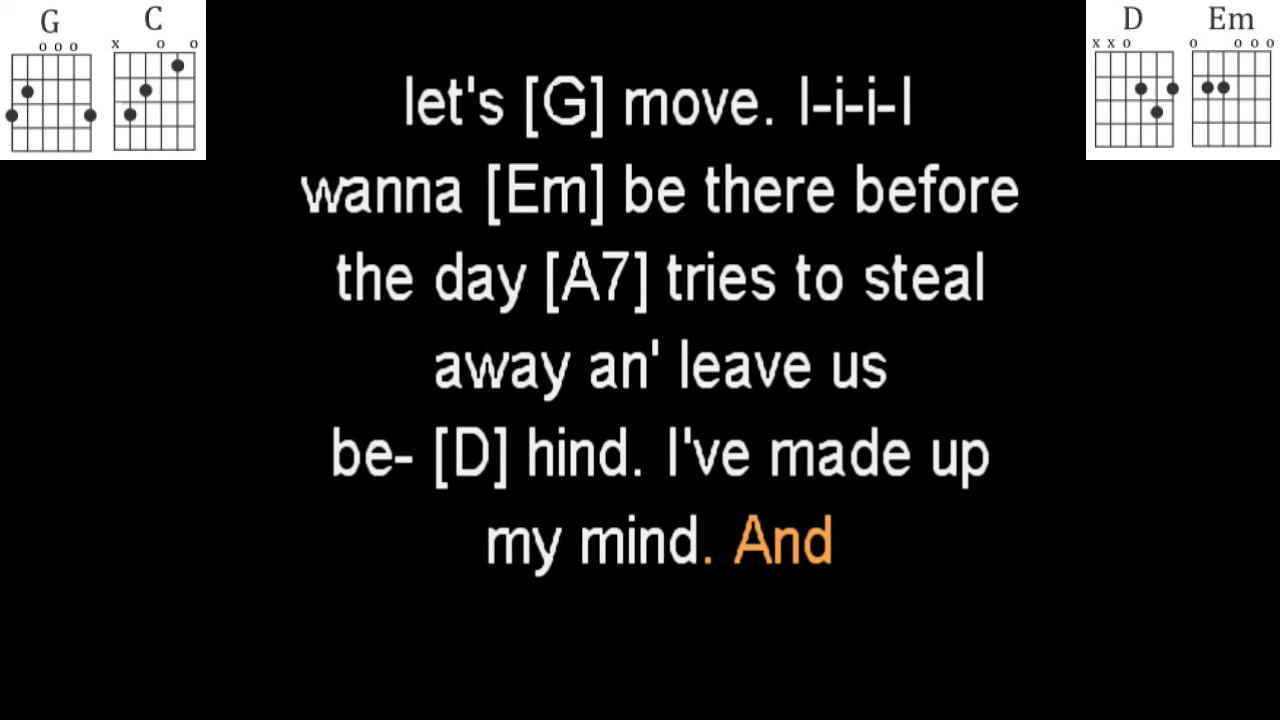 G C D Em
x o o o x o o x x o o o o o
let's [G] move. I-i-i-I
wanna [Em] be there before
the day [A7] tries to steal
away an' leave us
be- [D] hind. I've made up
my mind. And